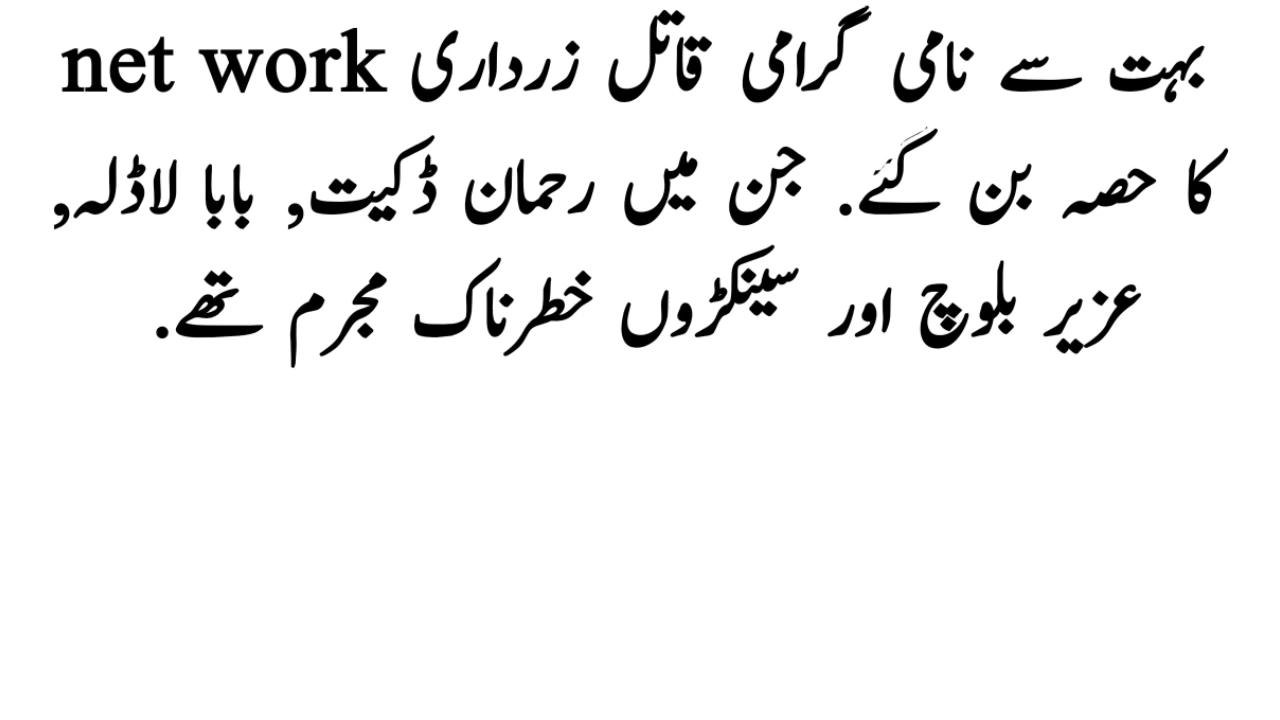 بہت سے نامی گرامی قاتل زرداری net work
کا حصہ بن گئے. جن میں رحمان ڈکیت, بابا لاڈلہ,
عزیر بلوچ اور سینکڑوں خطرناک مجرم تھے.